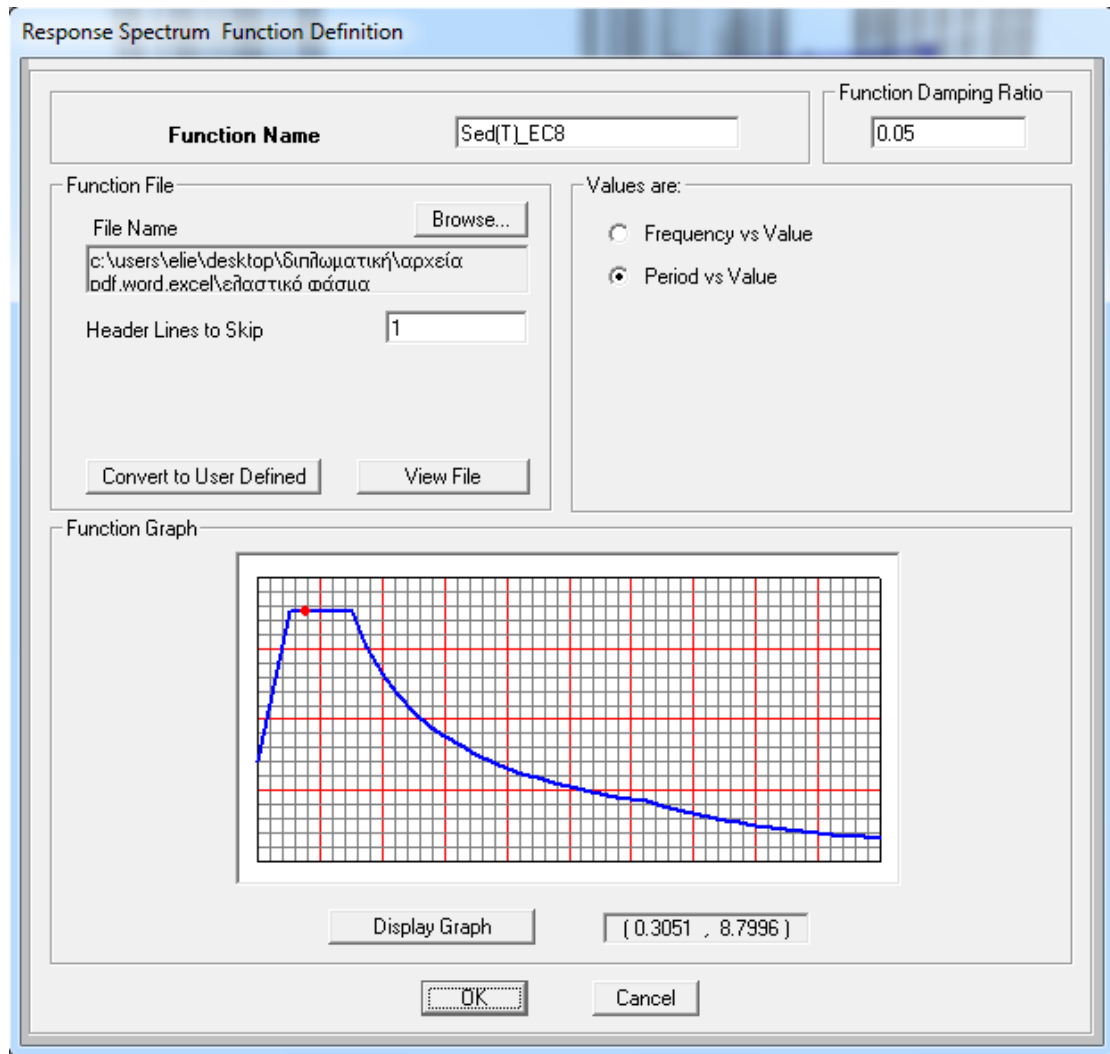 Response Spectrum Function Definition
Function Damping Ratio
Function Name
Sed(T)_EC8
0.05
Function File
Values are:
File Name
Browse...
Frequency vs Value
c:\users\elie\desktop\διπλωματική\αρχεία
pdf.word.excel\ελαστικό φάσμα
Period vs Value
Header Lines to Skip
1
Convert to User Defined
View File
Function Graph
Display Graph
( 0.3051 , 8.7996 )
OK
Cancel